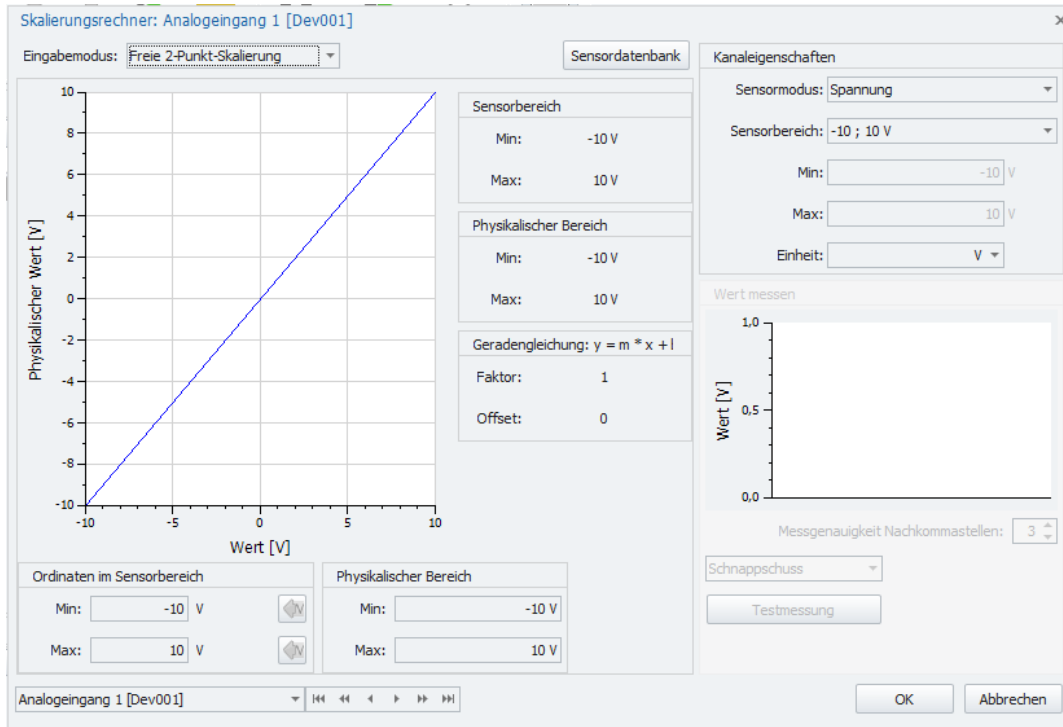 Skalierungsrechner: Analogeingang 1 [Dev001]
Eingabemodus: Freie 2-Punkt-Skalierung
Sensordatenbank
10
8
6
4
2
0
-2
-4
-6
-8
-10
Physikalischer Wert [V]
-10 -5 0 5 10
Wert [V]
Sensorbereich
Min: -10 V
Max: 10 V
Physikalischer Bereich
Min: -10 V
Max: 10 V
Geradengleichung: y = m * x + l
Faktor: 1
Offset: 0
Ordinaten im Sensorbereich
Min: -10 V
Max: 10 V
Physikalischer Bereich
Min: -10 V
Max: 10 V
Kanaleigenschaften
Sensormodus: Spannung
Sensorbereich: -10 ; 10 V
Min: -10 V
Max: 10 V
Einheit: V
Wert messen
1,0
0,5
0,0
Wert [V]
Messgenauigkeit Nachkommastellen: 3
Schnappschuss
Testmessung
Analogeingang 1 [Dev001]
OK Abbrechen